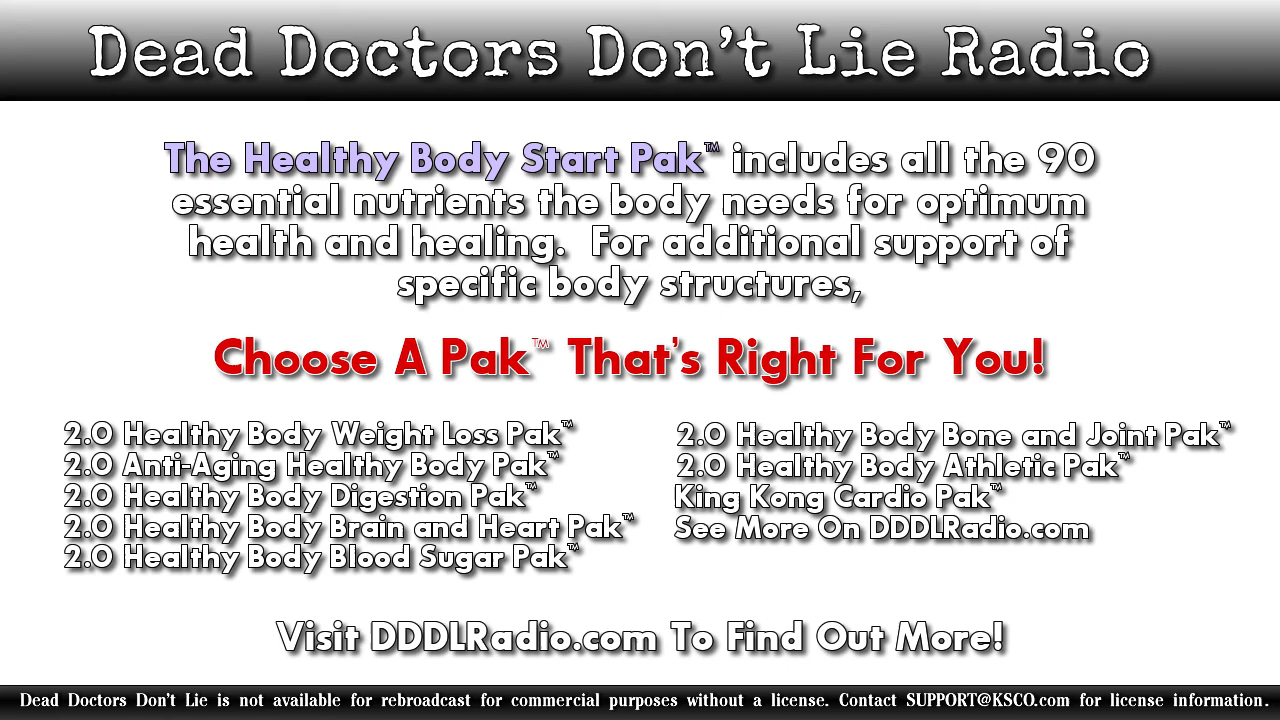 Dead Doctors Don't Lie Radio
The Healthy Body Start Pak™ includes all the 90
essential nutrients the body needs for optimum
health and healing. For additional support of
specific body structures,
Choose A Pak™ That's Right For You!
2.0 Healthy Body Weight Loss Pak™
2.0 Anti-Aging Healthy Body Pak™
2.0 Healthy Body Digestion Pak™
2.0 Healthy Body Brain and Heart Pak™
2.0 Healthy Body Blood Sugar Pak™
2.0 Healthy Body Bone and Joint Pak™
2.0 Healthy Body Athletic Pak™
King Kong Cardio Pak™
See More On DDDLRadio.com
Visit DDDLRadio.com To Find Out More!
Dead Doctors Don't Lie is not available for rebroadcast for commercial purposes without a license. Contact SUPPORT@KSCO.com for license information.